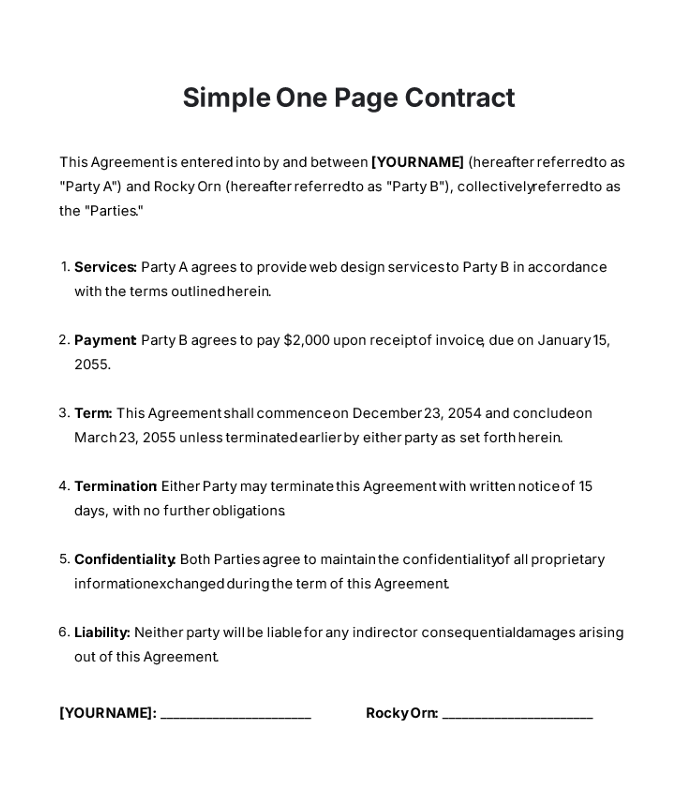 Simple One Page Contract
This Agreement is entered into by and between [YOUR NAME] (hereafter referred to as
"Party A") and Rocky Orn (hereafter referred to as "Party B"), collectively referred to as
the "Parties."
1. Services: Party A agrees to provide web design services to Party B in accordance
with the terms outlined herein.
2. Payment: Party B agrees to pay $2,000 upon receipt of invoice, due on January 15,
2055.
3. Term: This Agreement shall commence on December 23, 2054 and conclude on
March 23, 2055 unless terminated earlier by either party as set forth herein.
4. Termination: Either Party may terminate this Agreement with written notice of 15
days, with no further obligations.
5. Confidentiality: Both Parties agree to maintain the confidentiality of all proprietary
information exchanged during the term of this Agreement.
6. Liability: Neither party will be liable for any indirect or consequential damages arising
out of this Agreement.
[YOUR NAME]: _______________________ Rocky Orn: _______________________